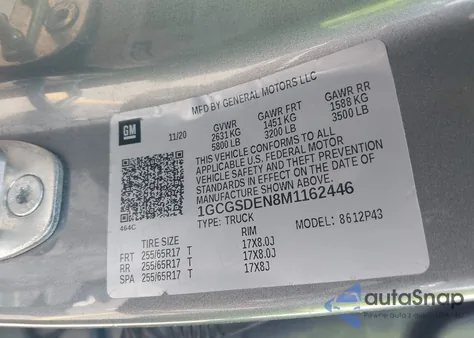 MFD BY GENERAL MOTORS LLC
GM 11/20 GVWR GAWR FRT GAWR RR
2631 KG 1451 KG 1588 KG
5800 LB 3200 LB 3500 LB
THIS VEHICLE CONFORMS TO ALL
APPLICABLE U.S. FEDERAL MOTOR
VEHICLE SAFETY AND THEFT PREVENTION
STANDARDS IN EFFECT ON THE DATE OF
MANUFACTURE SHOWN ABOVE.
1GCGSDEN8M1162446
464C TYPE: TRUCK MODEL: 8612P43
TIRE SIZE RIM
FRT 255/65R17 T 17X8.0J
RR 255/65R17 T 17X8.0J
SPA 255/65R17 T 17X8J
autoSnap
Pewne auto z USA